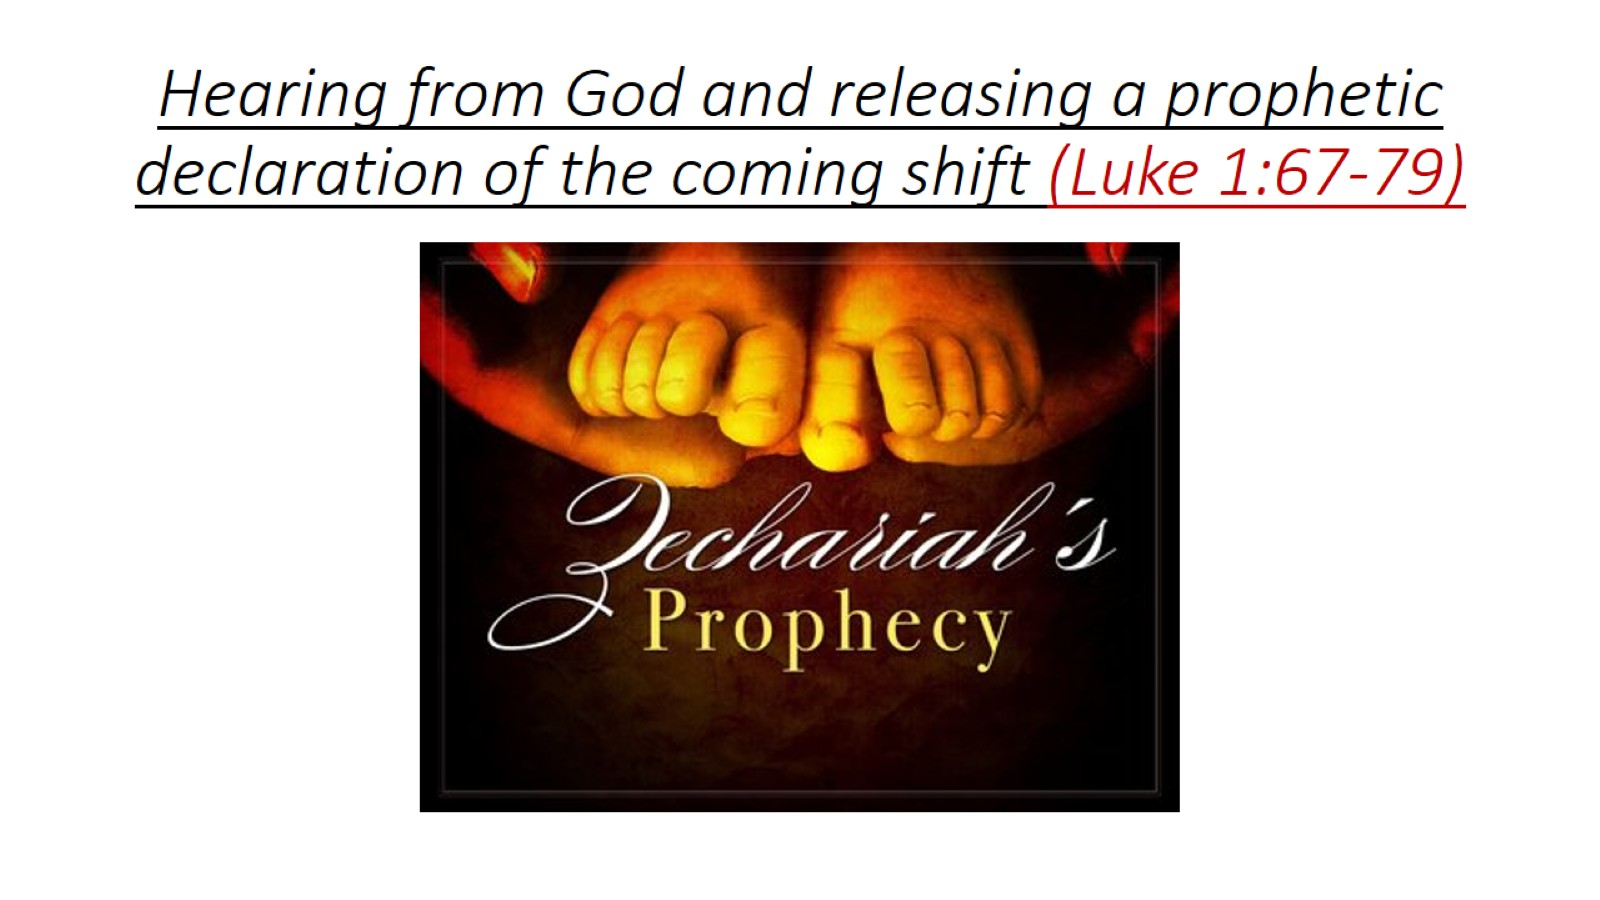 Hearing from God and releasing a prophetic
declaration of the coming shift (Luke 1:67-79)
Zechariah's
Prophecy